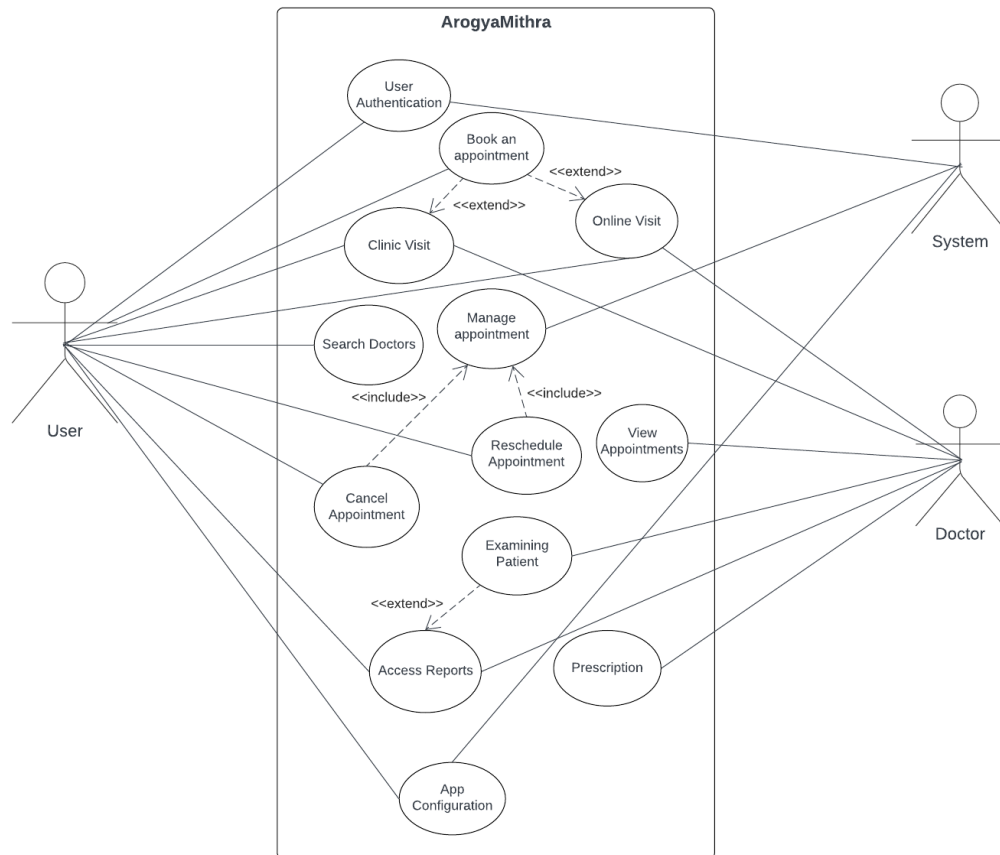 ArogyaMithra
User
Authentication
Book an
appointment
<<extend>>
<<extend>>
Online Visit
Clinic Visit
System
Manage
appointment
Search Doctors
<<include>>
<<include>>
User
View
Appointments
Reschedule
Appointment
Cancel
Appointment
Doctor
Examining
Patient
<<extend>>
Access Reports
Prescription
App
Configuration